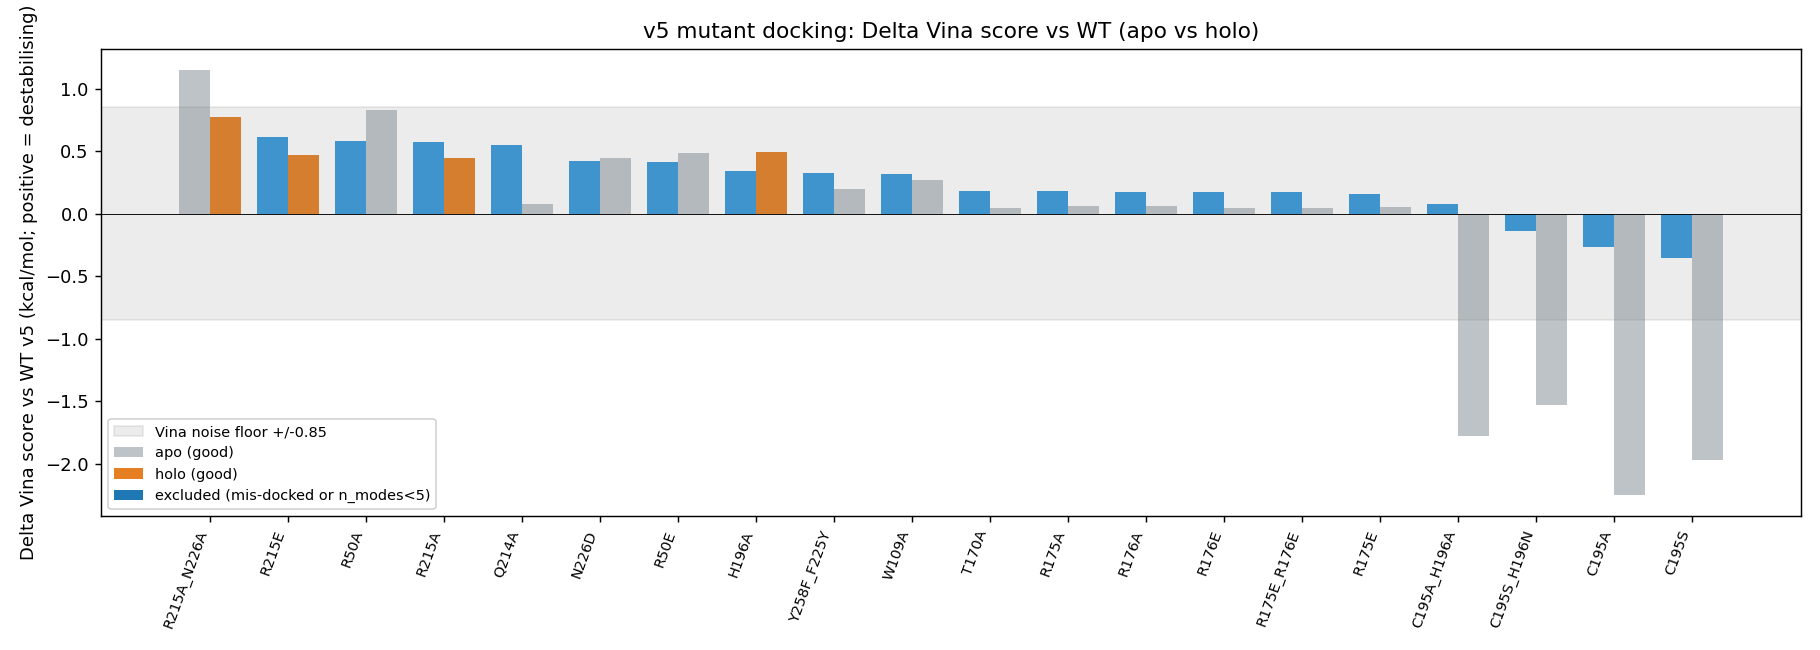 v5 mutant docking: Delta Vina score vs WT (apo vs holo)
Delta Vina score vs WT v5 (kcal/mol; positive = destabilising)
1.0
0.5
0.0
−0.5
−1.0
−1.5
−2.0
Vina noise floor +/-0.85
apo (good)
holo (good)
excluded (mis-docked or n_modes<5)
R215A_N226A
R215E
R50A
R215A
Q214A
N226D
R50E
H196A
Y258F_F225Y
W109A
T170A
R175A
R176A
R176E
R175E_R176E
R175E
C195A_H196A
C195S_H196N
C195A
C195S